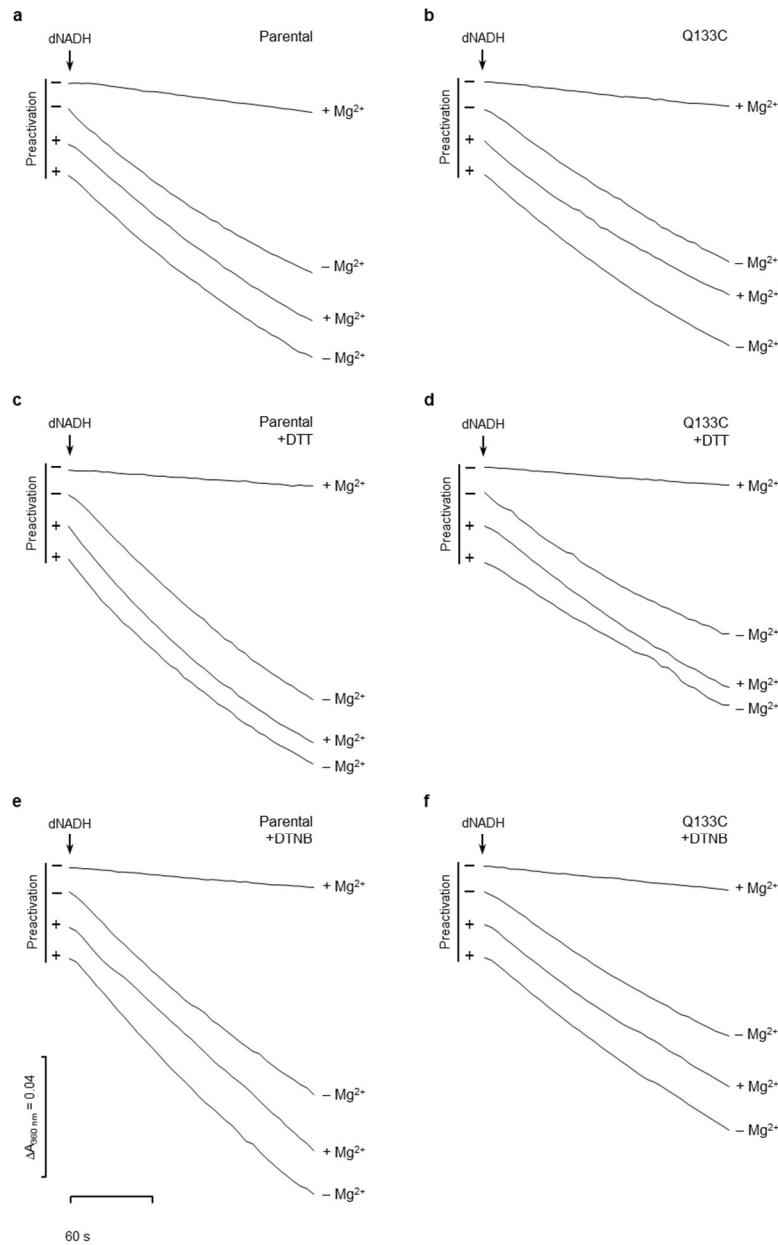 a
dNADH
Parental
Preactivation
−
−
+
+
+ Mg²⁺
− Mg²⁺
+ Mg²⁺
− Mg²⁺
b
dNADH
Q133C
Preactivation
−
−
+
+
+ Mg²⁺
− Mg²⁺
+ Mg²⁺
− Mg²⁺
c
dNADH
Parental
+DTT
Preactivation
−
−
+
+
+ Mg²⁺
− Mg²⁺
+ Mg²⁺
− Mg²⁺
d
dNADH
Q133C
+DTT
Preactivation
−
−
+
+
+ Mg²⁺
− Mg²⁺
+ Mg²⁺
− Mg²⁺
e
dNADH
Parental
+DTNB
Preactivation
−
−
+
+
+ Mg²⁺
− Mg²⁺
+ Mg²⁺
− Mg²⁺
f
dNADH
Q133C
+DTNB
Preactivation
−
−
+
+
+ Mg²⁺
− Mg²⁺
+ Mg²⁺
− Mg²⁺
ΔA nm = 0.04
60 s